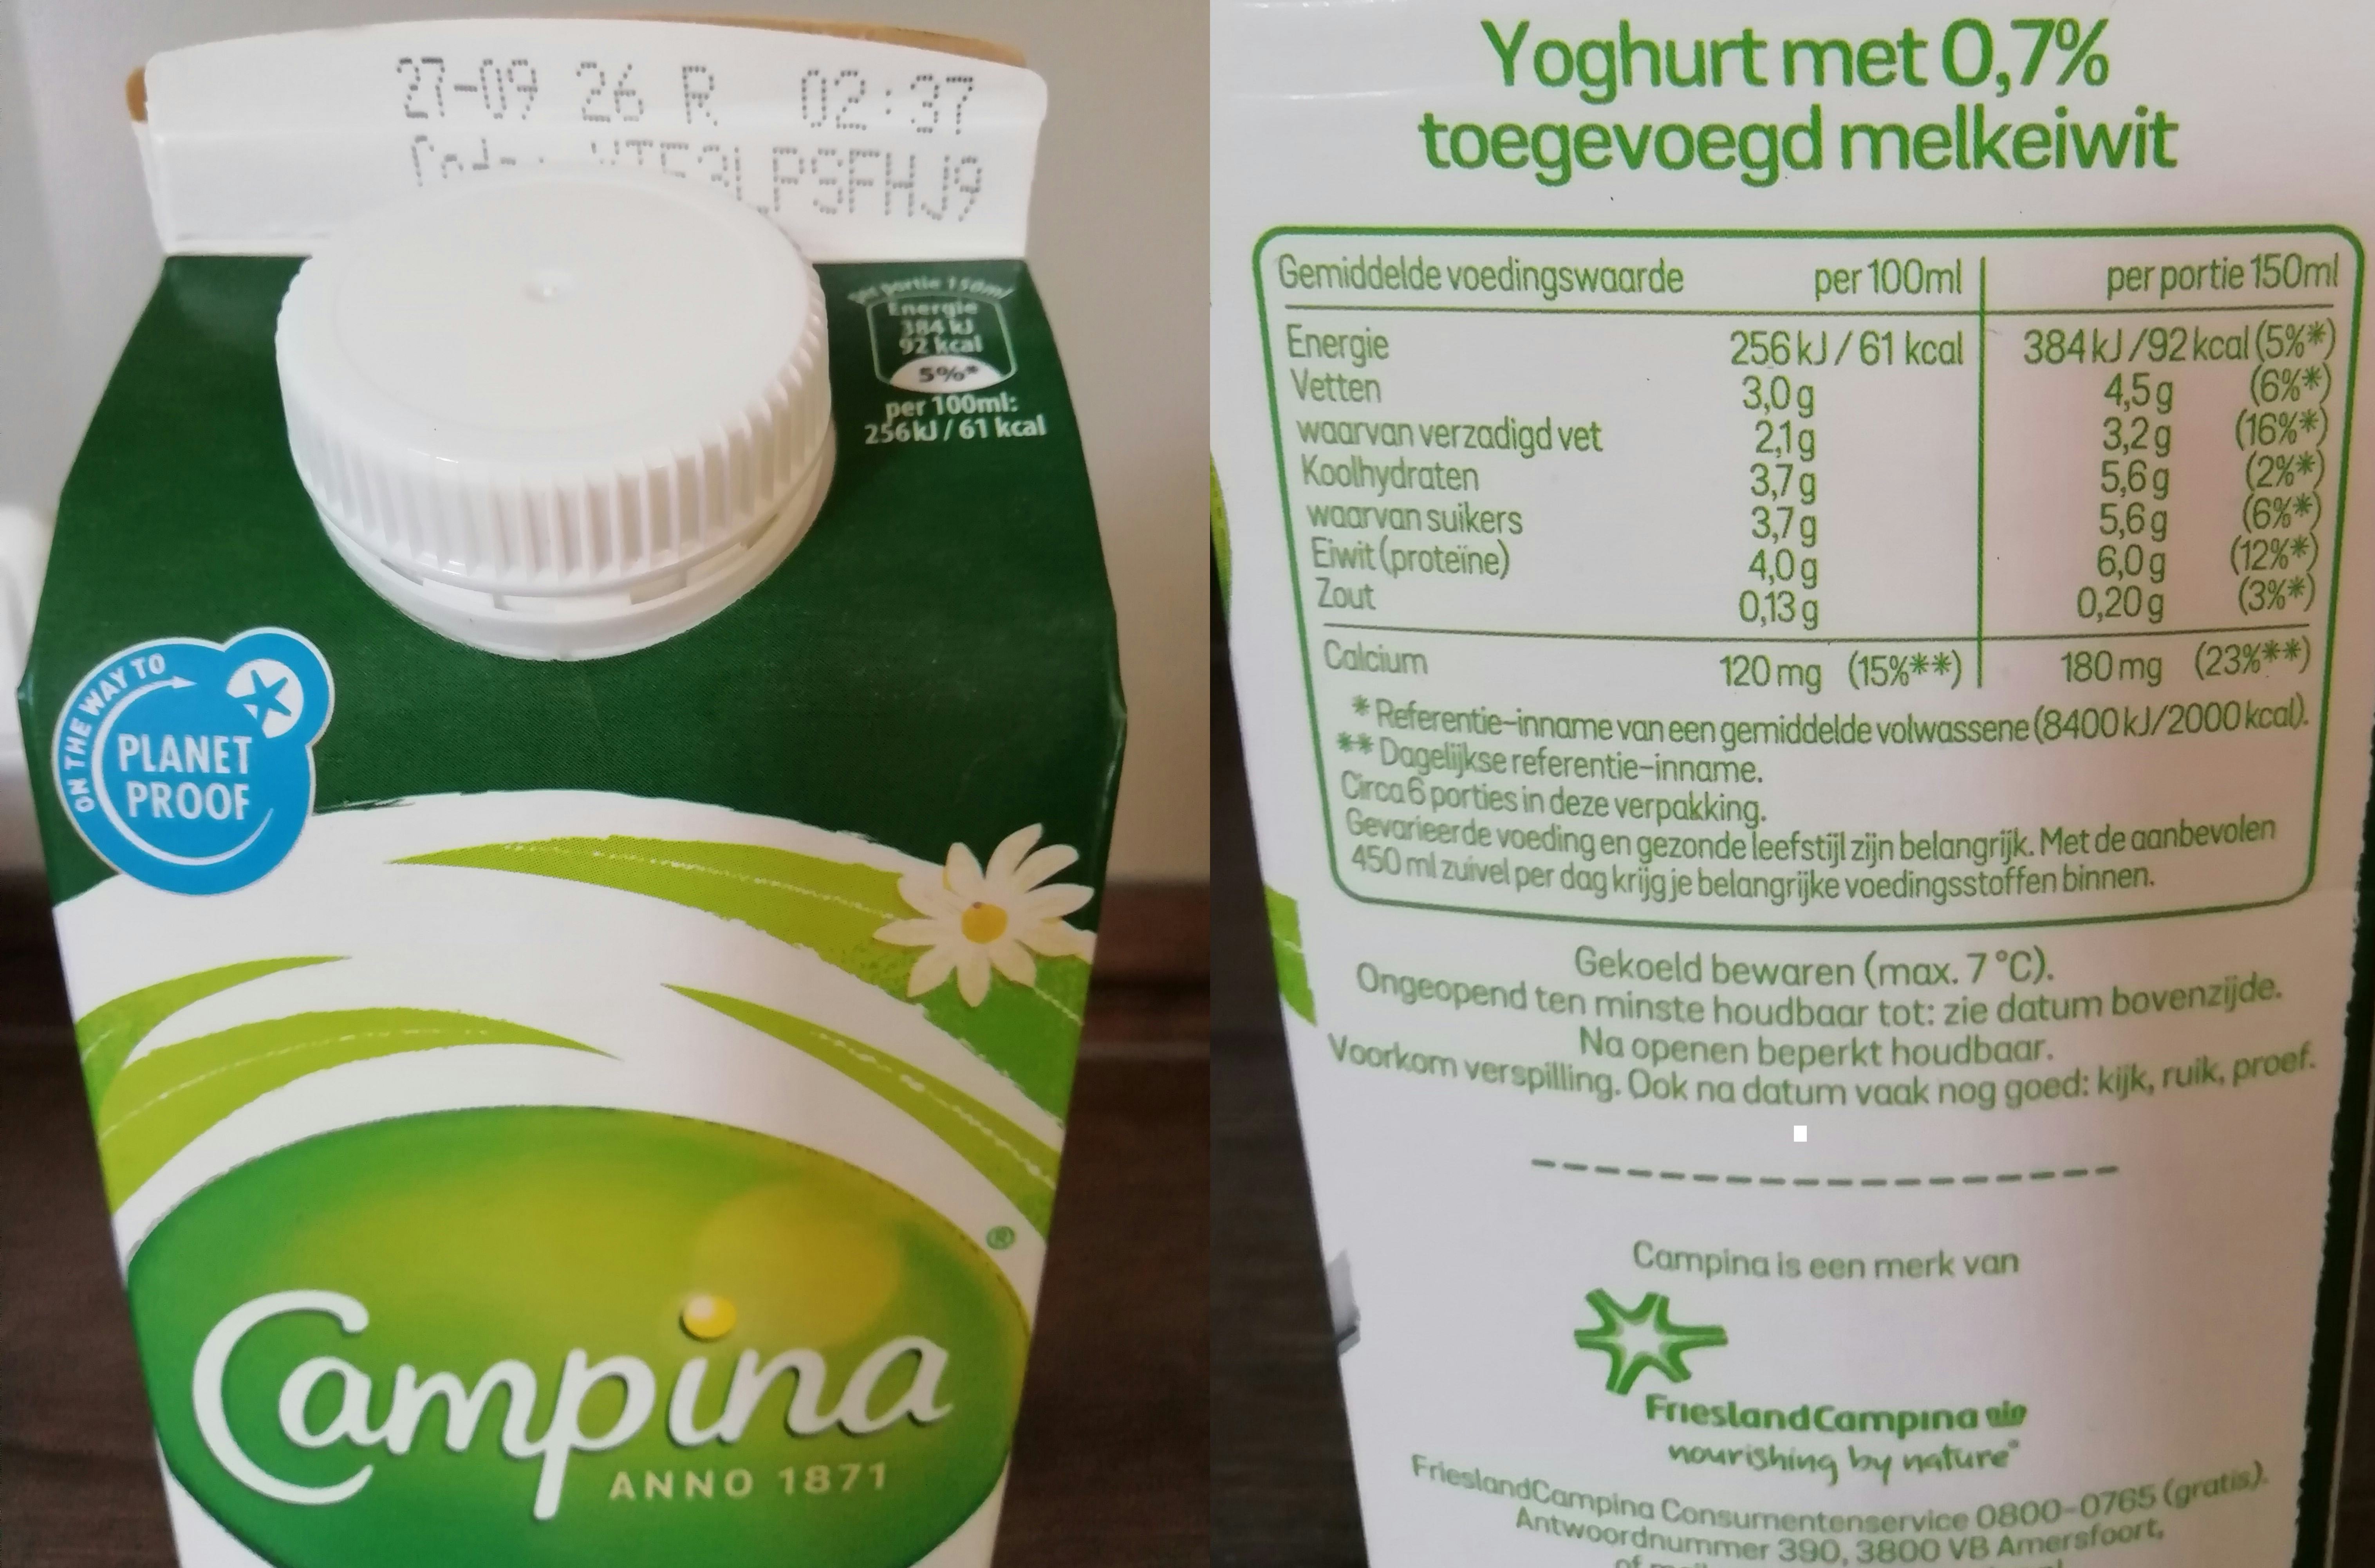 27-09 26 R 02:37
per portie 150ml
Energie
384 kJ
92 kcal
5%*
per 100ml:
256kJ / 61 kcal
ON THE WAY TO
PLANET
PROOF
Campina
®
ANNO 1871
Yoghurt met 0,7%
toegevoegd melkeiwit
Gemiddelde voedingswaarde per 100ml per portie 150ml
Energie 256 kJ / 61 kcal 384 kJ / 92 kcal (5%*)
Vetten 3,0 g 4,5 g (6%*)
waarvan verzadigd vet 2,1 g 3,2 g (16%*)
Koolhydraten 3,7 g 5,6 g (2%*)
waarvan suikers 3,7 g 5,6 g (6%*)
Eiwit (proteïne) 4,0 g 6,0 g (12%*)
Zout 0,13 g 0,20 g (3%*)
Calcium 120 mg (15%**) 180 mg (23%**)
* Referentie-inname van een gemiddelde volwassene (8400 kJ/2000 kcal).
** Dagelijkse referentie-inname.
Circa 6 porties in deze verpakking.
Gevarieerde voeding en gezonde leefstijl zijn belangrijk. Met de aanbevolen
450 ml zuivel per dag krijg je belangrijke voedingsstoffen binnen.
Gekoeld bewaren (max. 7 °C).
Ongeopend ten minste houdbaar tot: zie datum bovenzijde.
Na openen beperkt houdbaar.
Voorkom verspilling. Ook na datum vaak nog goed: kijk, ruik, proef.
Campina is een merk van
FrieslandCampina
nourishing by nature
FrieslandCampina Consumentenservice 0800-0765 (gratis).
Antwoordnummer 390, 3800 VB Amersfoort,